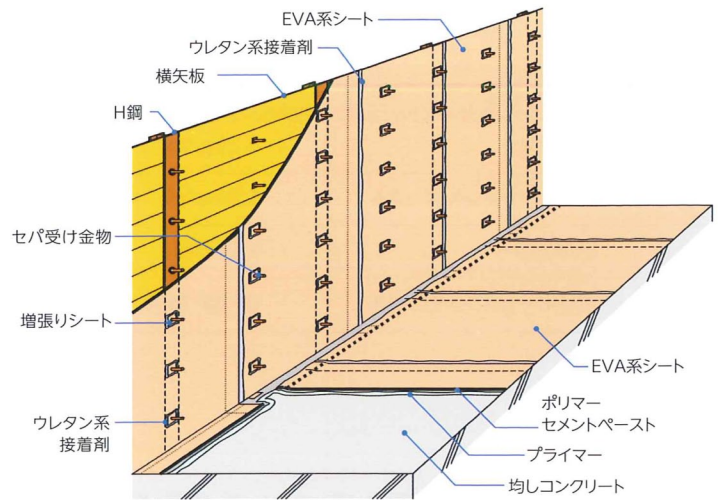 EVA系シート
ウレタン系接着剤
横矢板
H鋼
セパ受け金物
増張りシート
ウレタン系
接着剤
EVA系シート
ポリマー
セメントペースト
プライマー
均しコンクリート